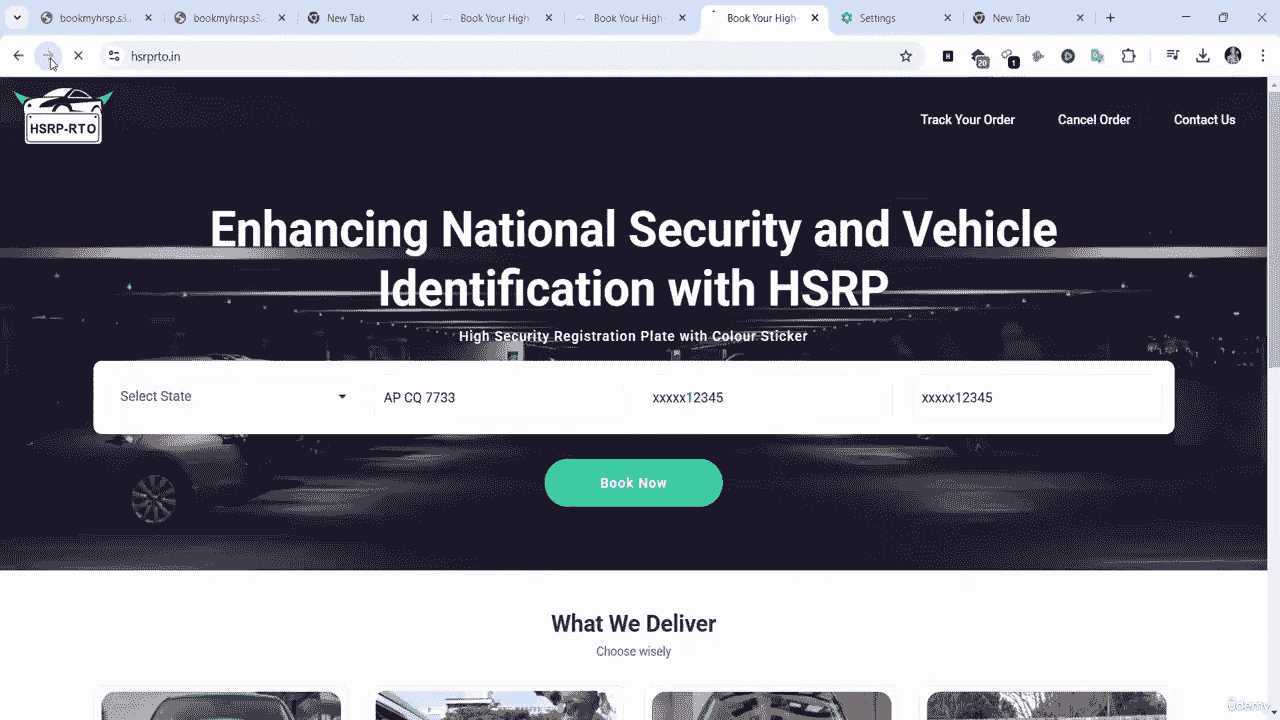 bookmyhrsp.s3.
bookmyhrsp.s3.
New Tab
Book Your High
Book Your High
Book Your High
Settings
New Tab
hsrprto.in
20
1
HSRP-RTO
Track Your Order
Cancel Order
Contact Us
Enhancing National Security and Vehicle
Identification with HSRP
High Security Registration Plate with Colour Sticker
Select State
AP CQ 7733
xxxxx12345
xxxxx12345
Book Now
What We Deliver
Choose wisely
ûdemy